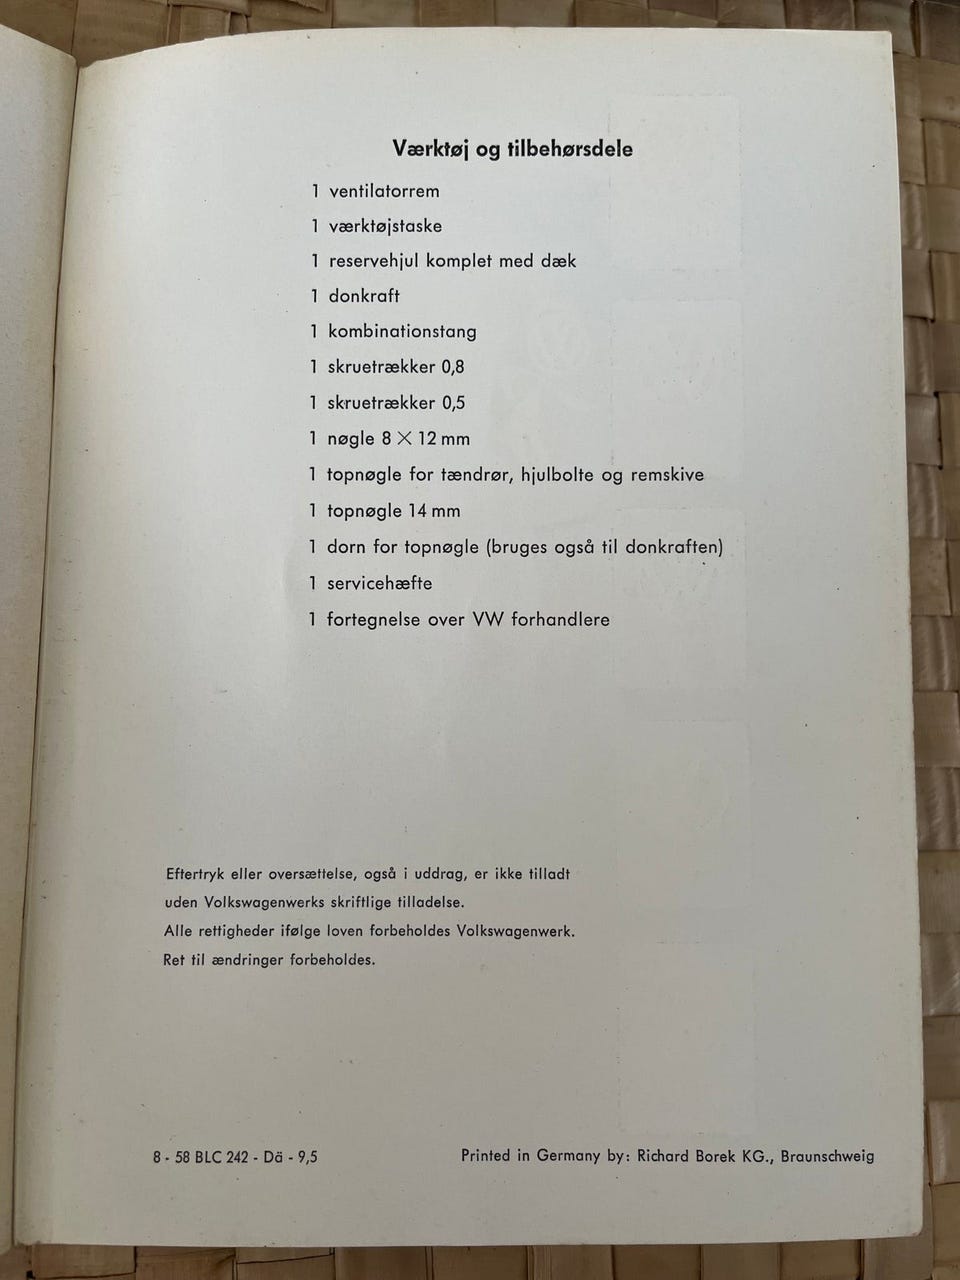 Værktøj og tilbehørsdele
1 ventilatorrem
1 værktøjstaske
1 reservehjul komplet med dæk
1 donkraft
1 kombinationstang
1 skruetrækker 0,8
1 skruetrækker 0,5
1 nøgle 8 × 12 mm
1 topnøgle for tændrør, hjulbolte og remskive
1 topnøgle 14 mm
1 dorn for topnøgle (bruges også til donkraften)
1 servicehæfte
1 fortegnelse over VW forhandlere
Eftertryk eller oversættelse, også i uddrag, er ikke tilladt
uden Volkswagenwerks skriftlige tilladelse.
Alle rettigheder ifølge loven forbeholdes Volkswagenwerk.
Ret til ændringer forbeholdes.
8 - 58 BLC 242 - Dä - 9,5
Printed in Germany by: Richard Borek KG., Braunschweig